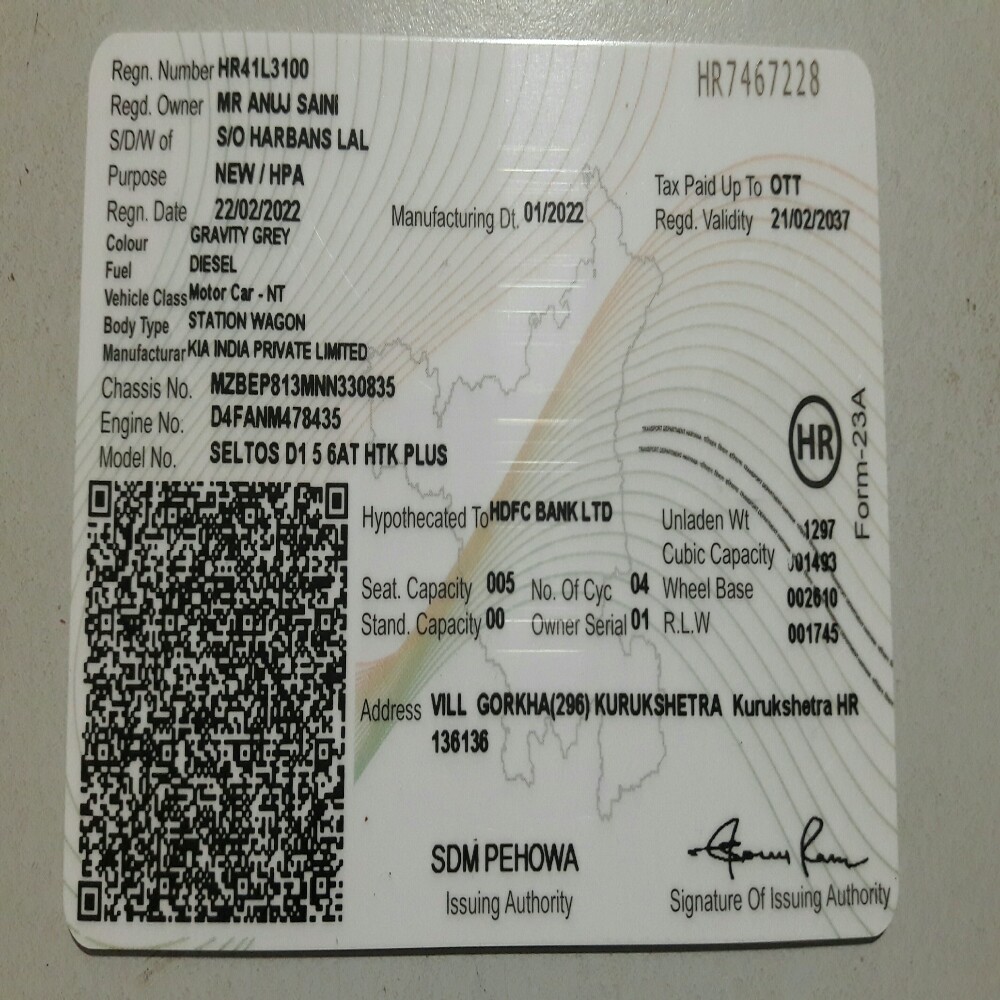 Regn. Number HR41L3100 HR7467228
Regd. Owner MR ANUJ SAINI
S/D/W of S/O HARBANS LAL
Purpose NEW / HPA Tax Paid Up To OTT
Regn. Date 22/02/2022 Manufacturing Dt. 01/2022 Regd. Validity 21/02/2037
Colour GRAVITY GREY
Fuel DIESEL
Vehicle Class Motor Car - NT
Body Type STATION WAGON
Manufacturar KIA INDIA PRIVATE LIMITED
Chassis No. MZBEP813MNN330835
Engine No. D4FANM478435
Model No. SELTOS D1 5 6AT HTK PLUS
HR
Form-23A
Hypothecated To HDFC BANK LTD Unladen Wt 1297
Cubic Capacity 01493
Seat. Capacity 005 No. Of Cyc 04 Wheel Base 002610
Stand. Capacity 00 Owner Serial 01 R.L.W 001745
Address VILL GORKHA(296) KURUKSHETRA Kurukshetra HR
136136
SDM PEHOWA
Issuing Authority Signature Of Issuing Authority